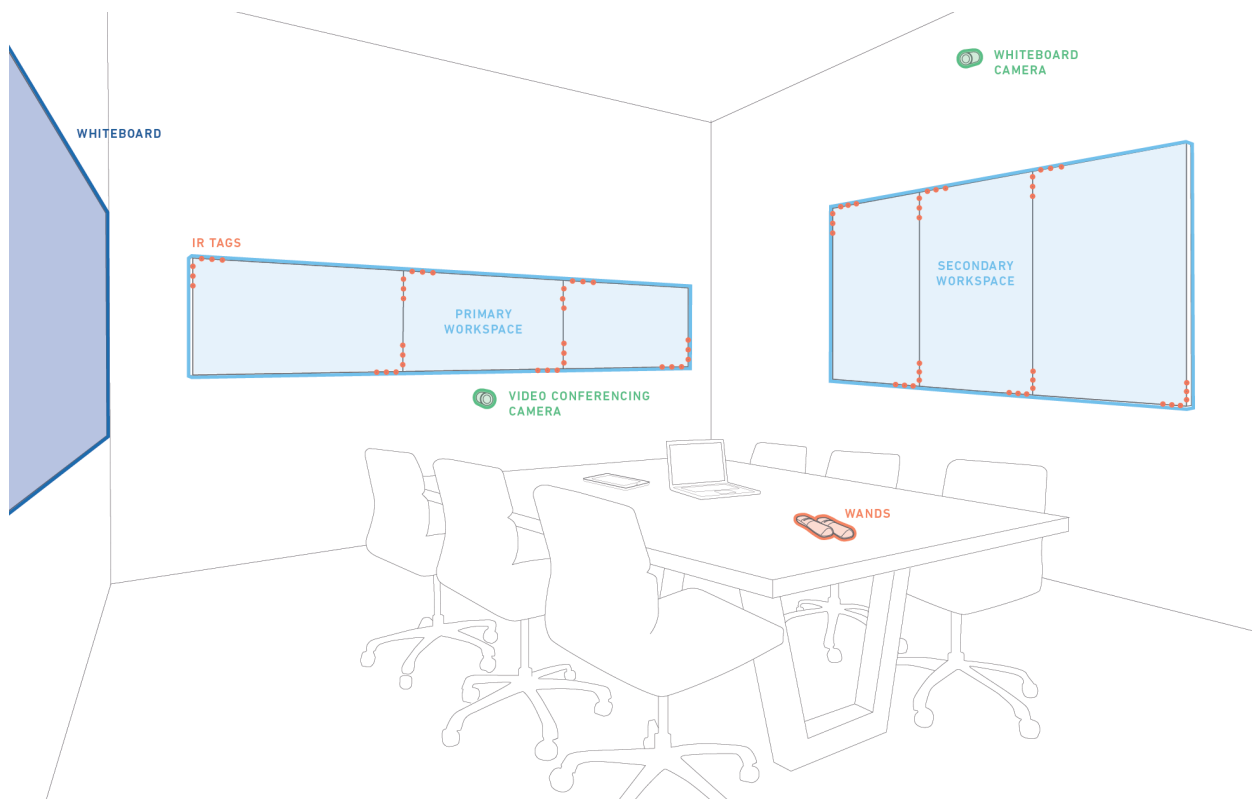 WHITEBOARD
CAMERA
WHITEBOARD
IR TAGS
SECONDARY
WORKSPACE
PRIMARY
WORKSPACE
VIDEO CONFERENCING
CAMERA
WANDS